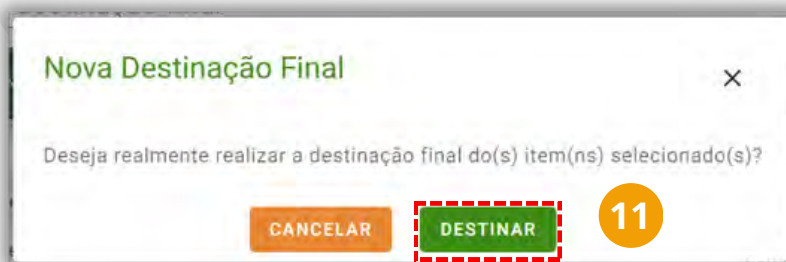 Nova Destinação Final
×
Deseja realmente realizar a destinação final do(s) item(ns) selecionado(s)?
CANCELAR
DESTINAR
11